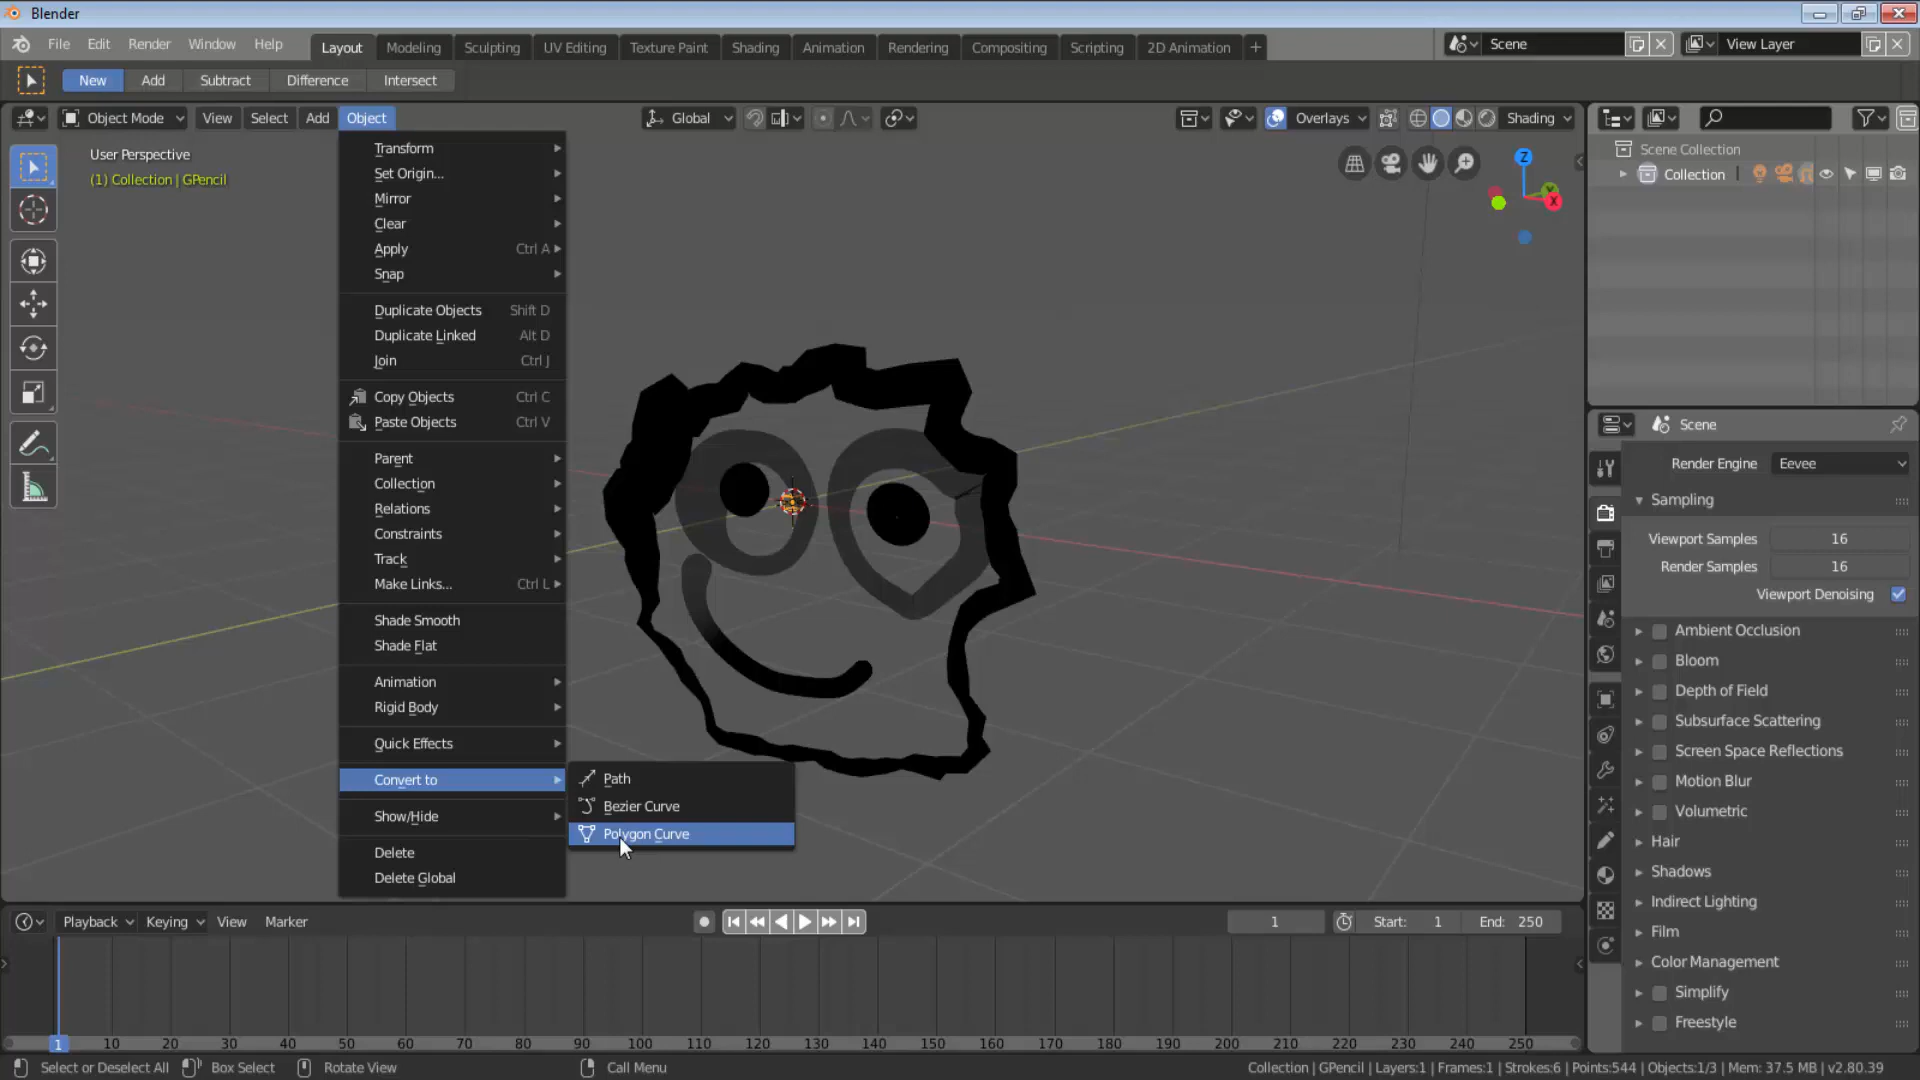 Blender
File Edit Render Window Help Layout Modeling Sculpting UV Editing Texture Paint Shading Animation Rendering Compositing Scripting 2D Animation + Scene View Layer
New Add Subtract Difference Intersect
Object Mode View Select Add Object Global Overlays Shading
User Perspective
(1) Collection | GPencil
Z
Y
X
Transform
Set Origin...
Mirror
Clear
Apply Ctrl A
Snap
Duplicate Objects Shift D
Duplicate Linked Alt D
Join Ctrl J
Copy Objects Ctrl C
Paste Objects Ctrl V
Parent
Collection
Relations
Constraints
Track
Make Links... Ctrl L
Shade Smooth
Shade Flat
Animation
Rigid Body
Quick Effects
Convert to
Show/Hide
Delete
Delete Global
Path
Bezier Curve
Polygon Curve
Scene Collection
Collection
Scene
Render Engine Eevee
Sampling
Viewport Samples 16
Render Samples 16
Viewport Denoising
Ambient Occlusion
Bloom
Depth of Field
Subsurface Scattering
Screen Space Reflections
Motion Blur
Volumetric
Hair
Shadows
Indirect Lighting
Film
Color Management
Simplify
Freestyle
Playback Keying View Marker 1 Start: 1 End: 250
1 10 20 30 40 50 60 70 80 90 100 110 120 130 140 150 160 170 180 190 200 210 220 230 240 250
Select or Deselect All Box Select Rotate View Call Menu Collection | GPencil | Layers:1 | Frames:1 | Strokes:6 | Points:544 | Objects:1/3 | Mem: 37.5 MB | v2.80.39